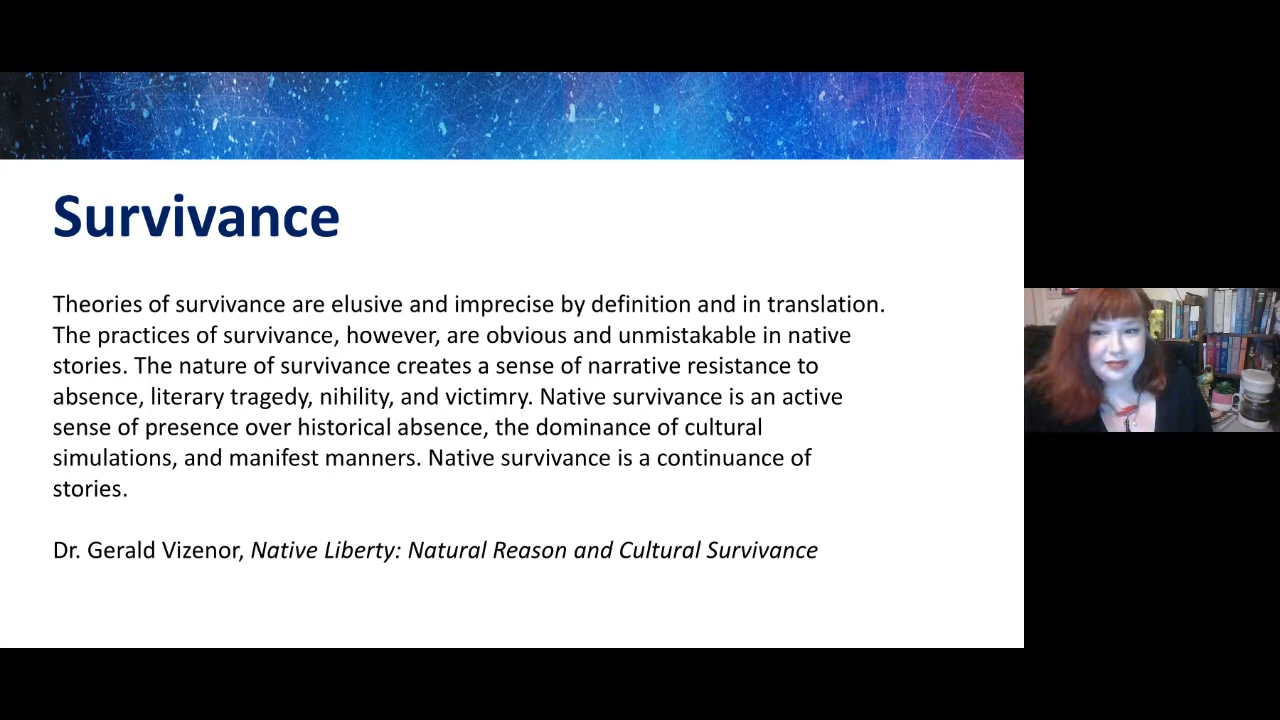 Survivance
Theories of survivance are elusive and imprecise by definition and in translation.
The practices of survivance, however, are obvious and unmistakable in native
stories. The nature of survivance creates a sense of narrative resistance to
absence, literary tragedy, nihility, and victimry. Native survivance is an active
sense of presence over historical absence, the dominance of cultural
simulations, and manifest manners. Native survivance is a continuance of
stories.
Dr. Gerald Vizenor, Native Liberty: Natural Reason and Cultural Survivance